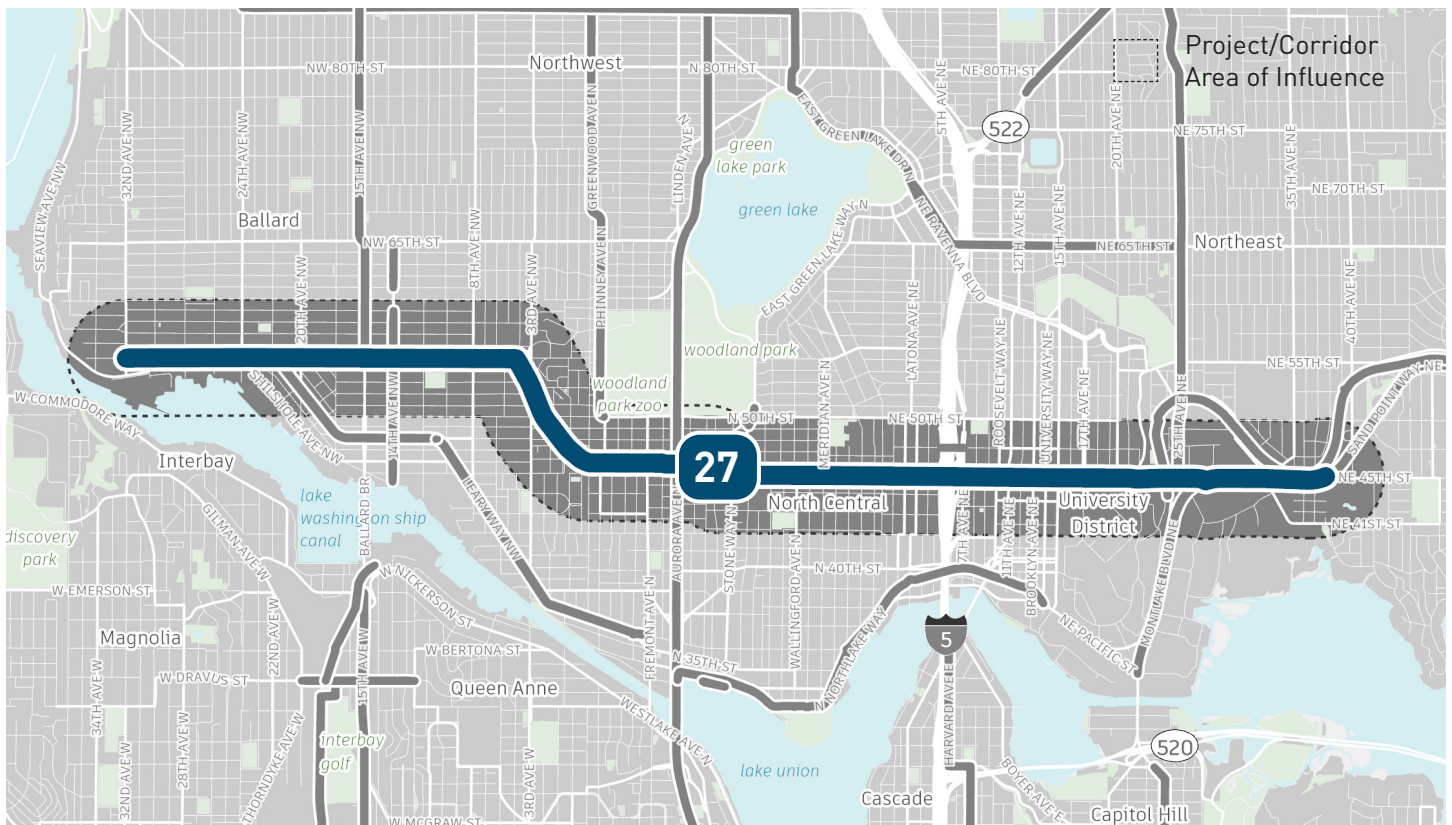 Project/Corridor
Area of Influence
NW 80TH ST
Northwest
N 80TH ST
NE 80TH ST
5TH AVE NE
20TH AVE NE
522
NE 75TH ST
SEAVIEW AVE NW
32ND AVE NW
24TH AVE NW
15TH AVE NW
GREENWOOD AVE N
LINDEN AVE N
EAST GREEN LAKE DR N
green
lake park
green lake
NE RAVENNA BLVD
12TH AVE NE
15TH AVE NE
35TH AVE NE
NE 70TH ST
Ballard
NW 65TH ST
8TH AVE NW
3RD AVE NW
PHINNEY AVE N
EAST GREEN LAKE WAY N
NE 65TH ST
Northeast
40TH AVE NE
20TH AVE NW
14TH AVE NW
woodland park
woodland
park zoo
LATONA AVE NE
MERIDIAN AVE N
ROOSEVELT WAY NE
UNIVERSITY WAY NE
17TH AVE NE
25TH AVE NE
NE 55TH ST
SAND POINT WAY NE
W COMMODORE WAY
SHILSHOLE AVE NW
N 50TH ST
NE 50TH ST
Interbay
27
NE 45TH ST
lake
washington ship
canal
BALLARD BR
LEARY WAY NW
AURORA AVE N
STONE WAY N
North Central
7TH AVE NE
11TH AVE NE
BROOKLYN AVE NE
University
District
MONTLAKE BLVD NE
NE 41ST ST
discovery
park
GILMAN AVE W
W EMERSON ST
W NICKERSON ST
N 40TH ST
WALLINGFORD AVE N
NE PACIFIC ST
Magnolia
22ND AVE W
15TH AVE W
W BERTONA ST
FREMONT AVE N
N 35TH ST
N NORTHLAKE WAY
5
34TH AVE W
W DRAVUS ST
Queen Anne
WESTLAKE AVE N
HARVARD AVE E
520
32ND AVE W
28TH AVE W
THORNDYKE AVE W
interbay
golf
3RD AVE W
lake union
BOYER AVE E
Cascade
Capitol Hill
W MCGRAW ST